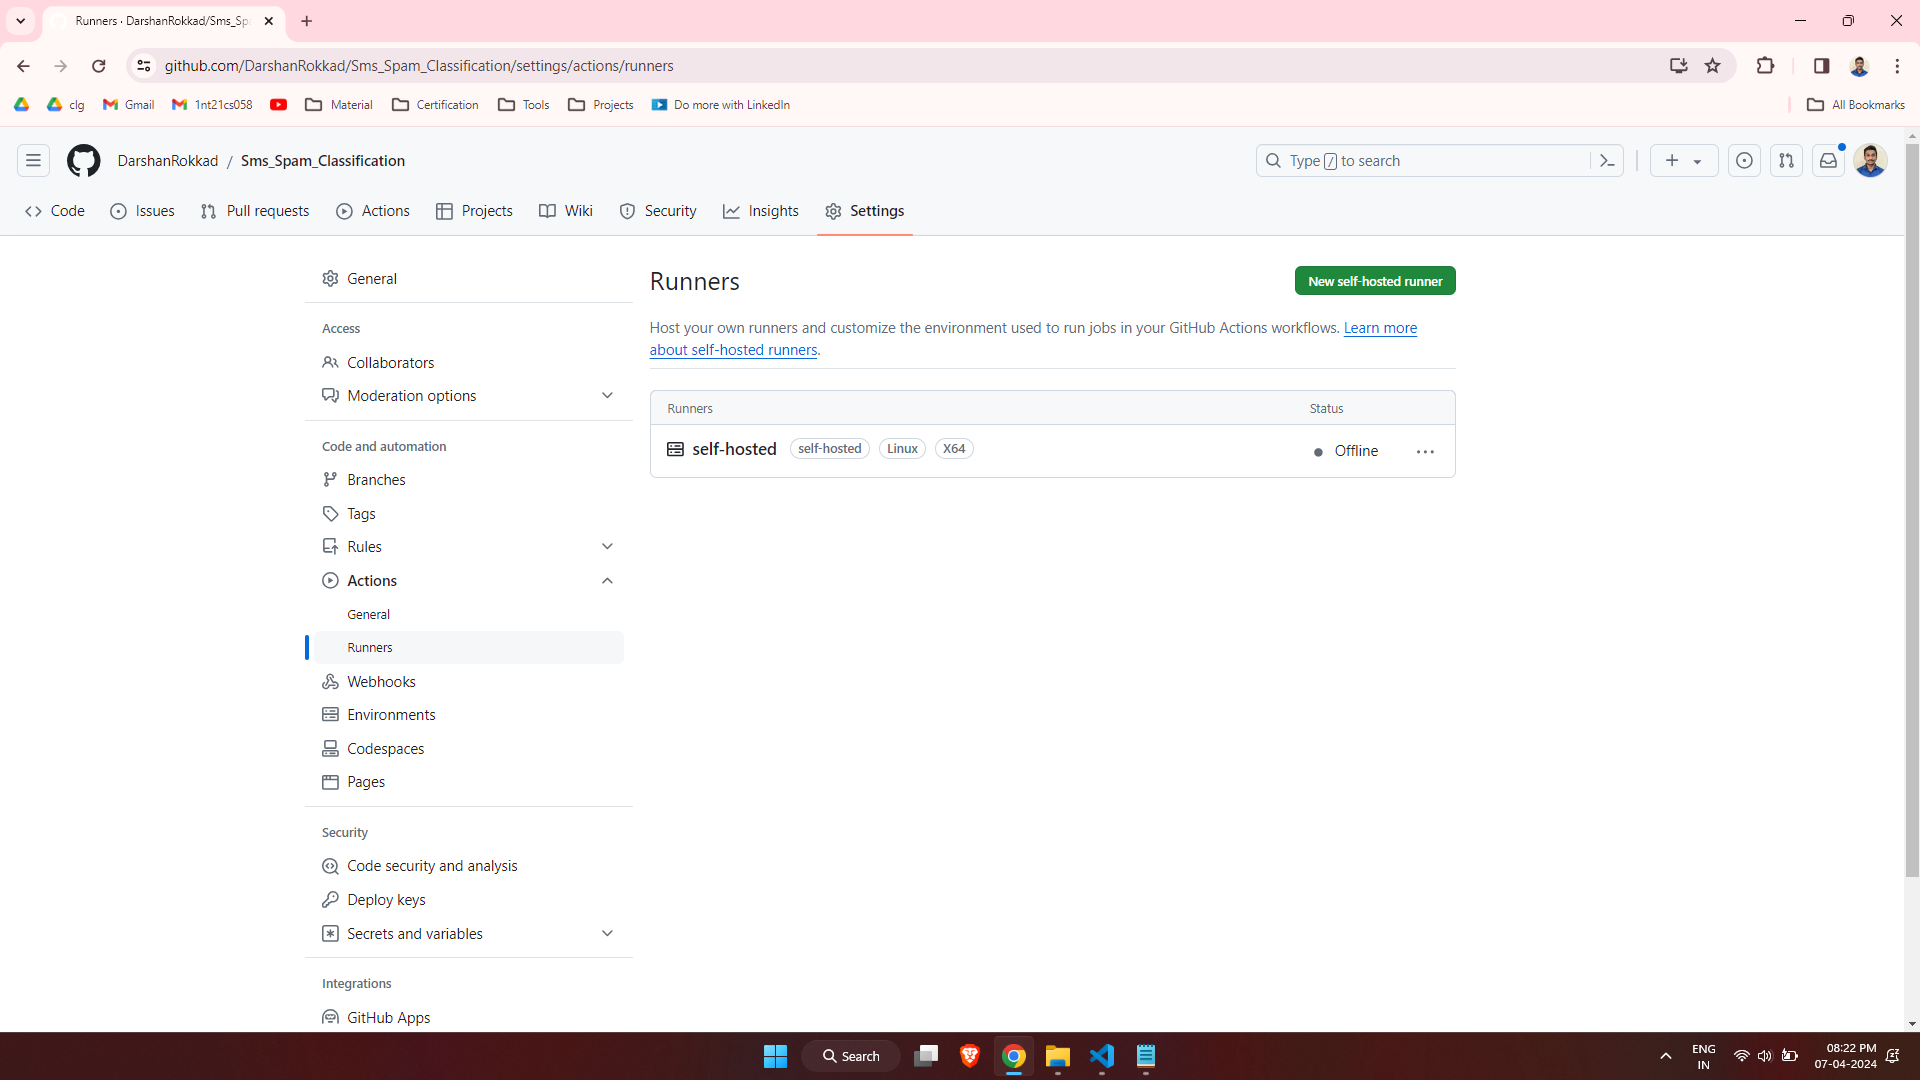 Runners · DarshanRokkad/Sms_Sp
github.com/DarshanRokkad/Sms_Spam_Classification/settings/actions/runners
clg Gmail 1nt21cs058 Material Certification Tools Projects Do more with LinkedIn All Bookmarks
DarshanRokkad / Sms_Spam_Classification Type / to search
Code Issues Pull requests Actions Projects Wiki Security Insights Settings
General
Access
Collaborators
Moderation options
Code and automation
Branches
Tags
Rules
Actions
General
Runners
Webhooks
Environments
Codespaces
Pages
Security
Code security and analysis
Deploy keys
Secrets and variables
Integrations
GitHub Apps
Runners
New self-hosted runner
Host your own runners and customize the environment used to run jobs in your GitHub Actions workflows. Learn more
about self-hosted runners.
Runners Status
self-hosted self-hosted Linux X64 Offline
Search
ENG
IN
08:22 PM
07-04-2024